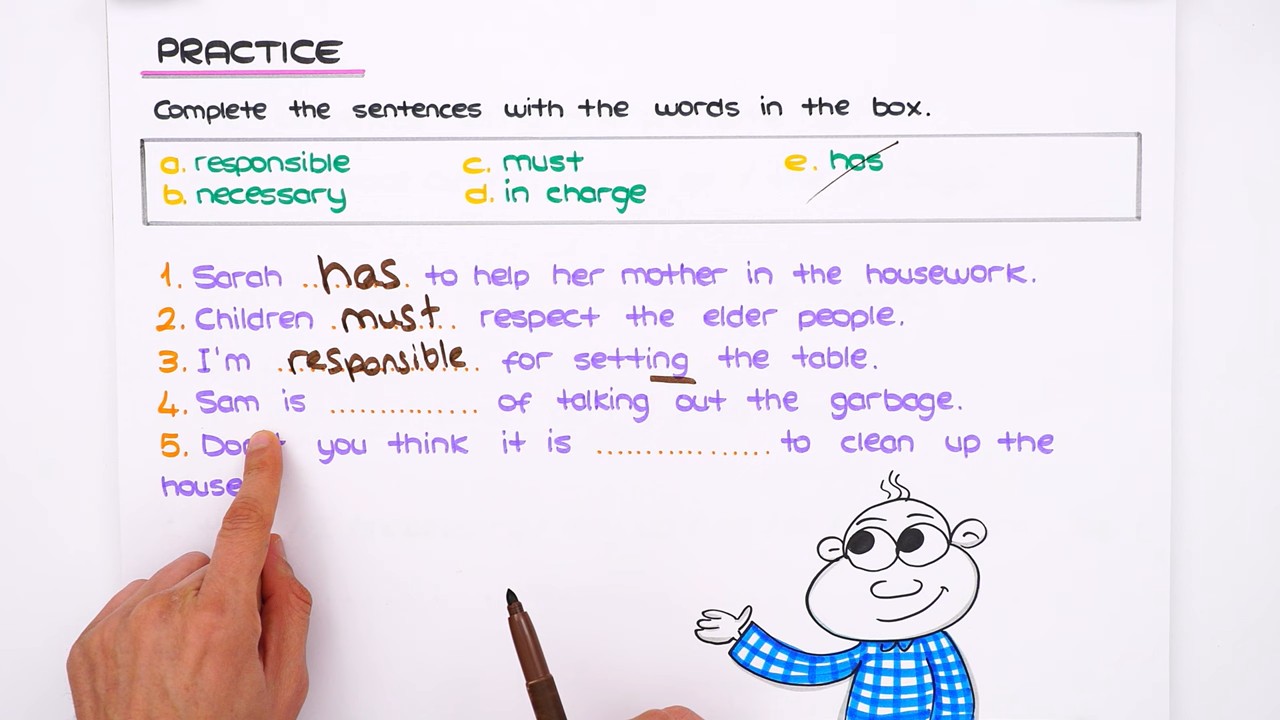 PRACTICE
Complete the sentences with the words in the box.
a. responsible c. must e. has
b. necessary d. in charge
1. Sarah ..has.. to help her mother in the housework.
2. Children .must.. respect the elder people.
3. I'm .responsible. for setting the table.
4. Sam is .............. of talking out the garbage.
5. you think it is ................ to clean up the
house